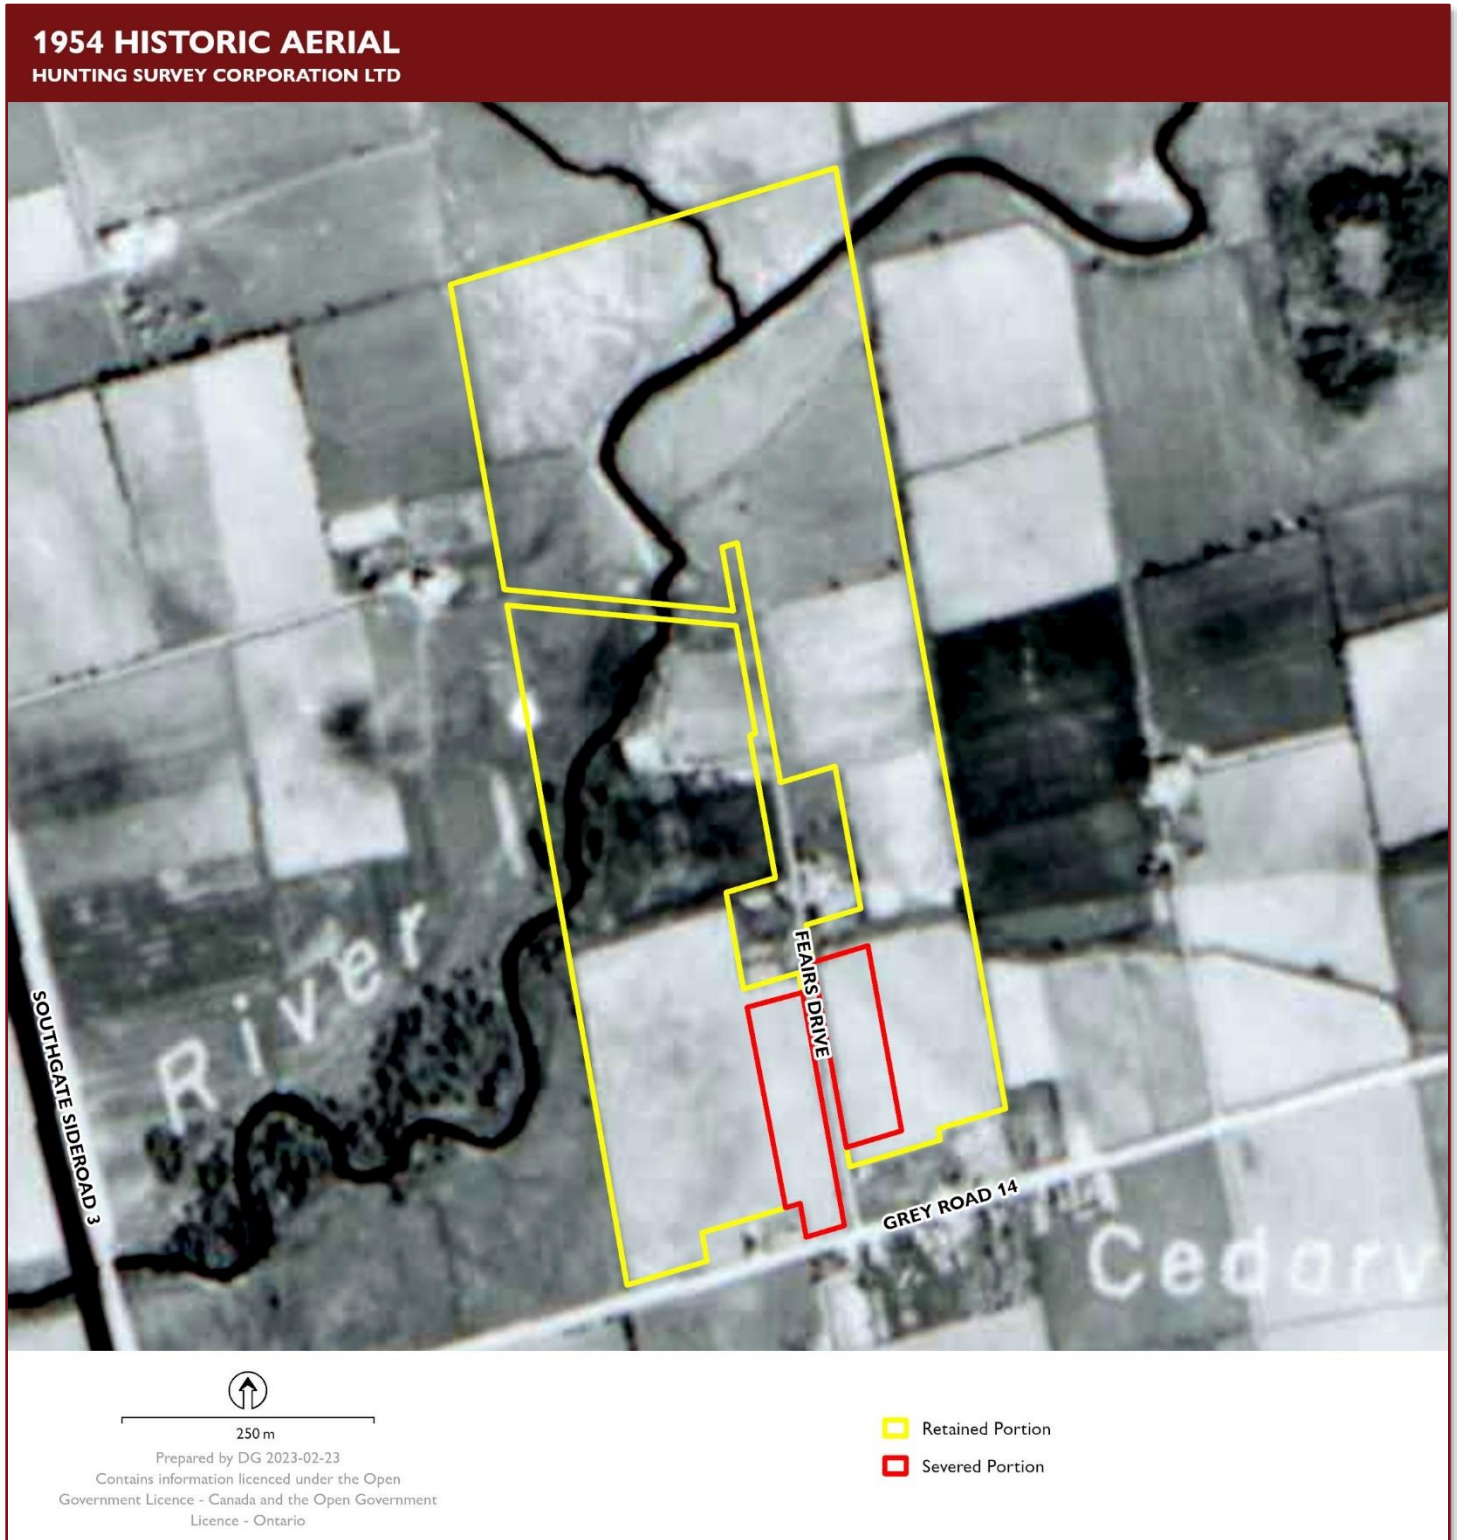 1954 HISTORIC AERIAL
HUNTING SURVEY CORPORATION LTD
River
FEAIRS DRIVE
SOUTHGATE SIDEROAD 3
GREY ROAD 14
Cedarv
250 m
Prepared by DG 2023-02-23
Contains information licenced under the Open
Government Licence - Canada and the Open Government
Licence - Ontario
Retained Portion
Severed Portion